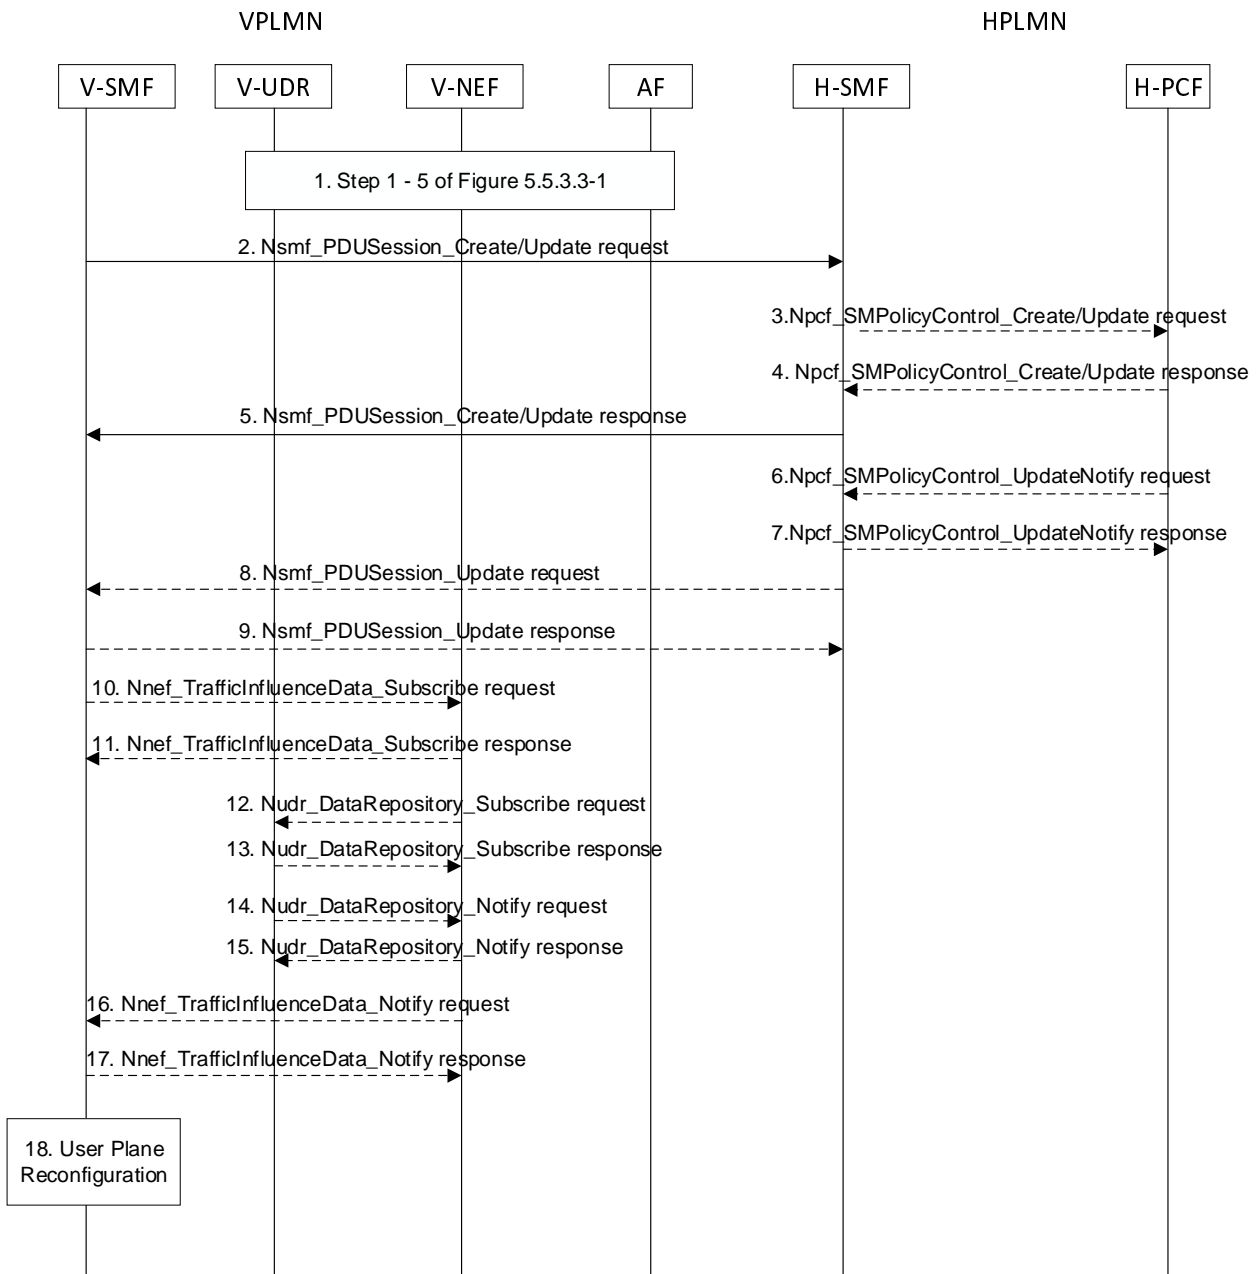 VPLMN
HPLMN
V-SMF
V-UDR
V-NEF
AF
H-SMF
H-PCF
1. Step 1 - 5 of Figure 5.5.3.3-1
2. Nsmf_PDUSession_Create/Update request
3.Npcf_SMPolicyControl_Create/Update request
4. Npcf_SMPolicyControl_Create/Update response
5. Nsmf_PDUSession_Create/Update response
6.Npcf_SMPolicyControl_UpdateNotify request
7.Npcf_SMPolicyControl_UpdateNotify response
8. Nsmf_PDUSession_Update request
9. Nsmf_PDUSession_Update response
10. Nnef_TrafficInfluenceData_Subscribe request
11. Nnef_TrafficInfluenceData_Subscribe response
12. Nudr_DataRepository_Subscribe request
13. Nudr_DataRepository_Subscribe response
14. Nudr_DataRepository_Notify request
15. Nudr_DataRepository_Notify response
16. Nnef_TrafficInfluenceData_Notify request
17. Nnef_TrafficInfluenceData_Notify response
18. User Plane
Reconfiguration